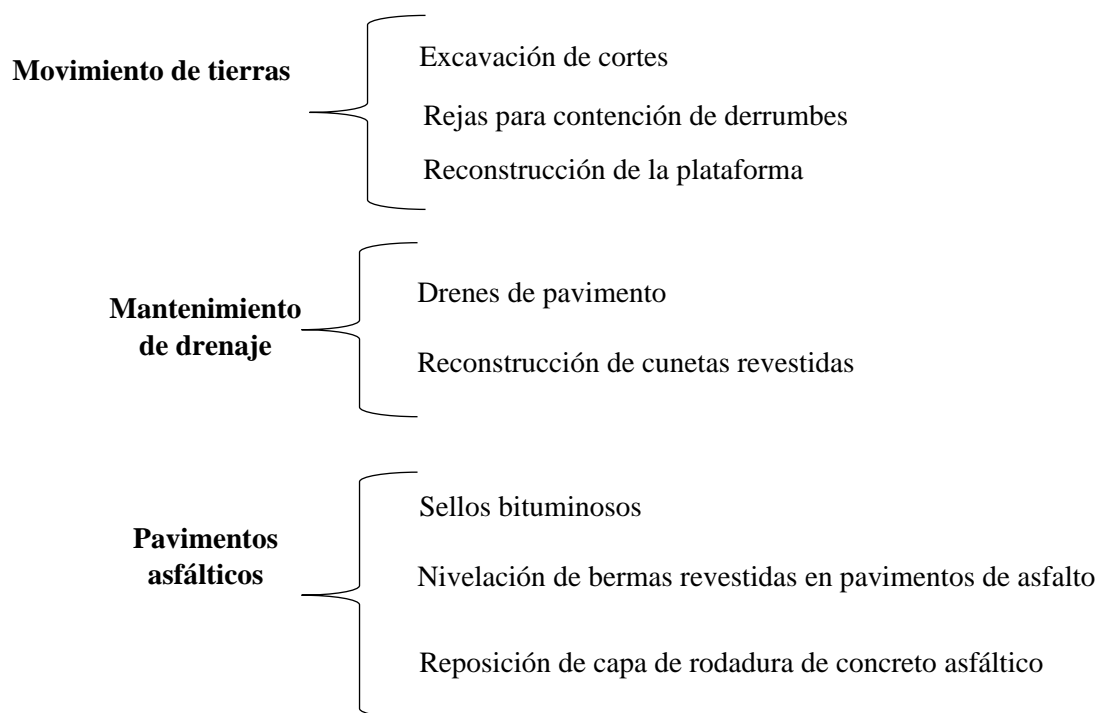 Movimiento de tierras
Excavación de cortes
Rejas para contención de derrumbes
Reconstrucción de la plataforma
Mantenimiento
de drenaje
Drenes de pavimento
Reconstrucción de cunetas revestidas
Pavimentos
asfálticos
Sellos bituminosos
Nivelación de bermas revestidas en pavimentos de asfalto
Reposición de capa de rodadura de concreto asfáltico